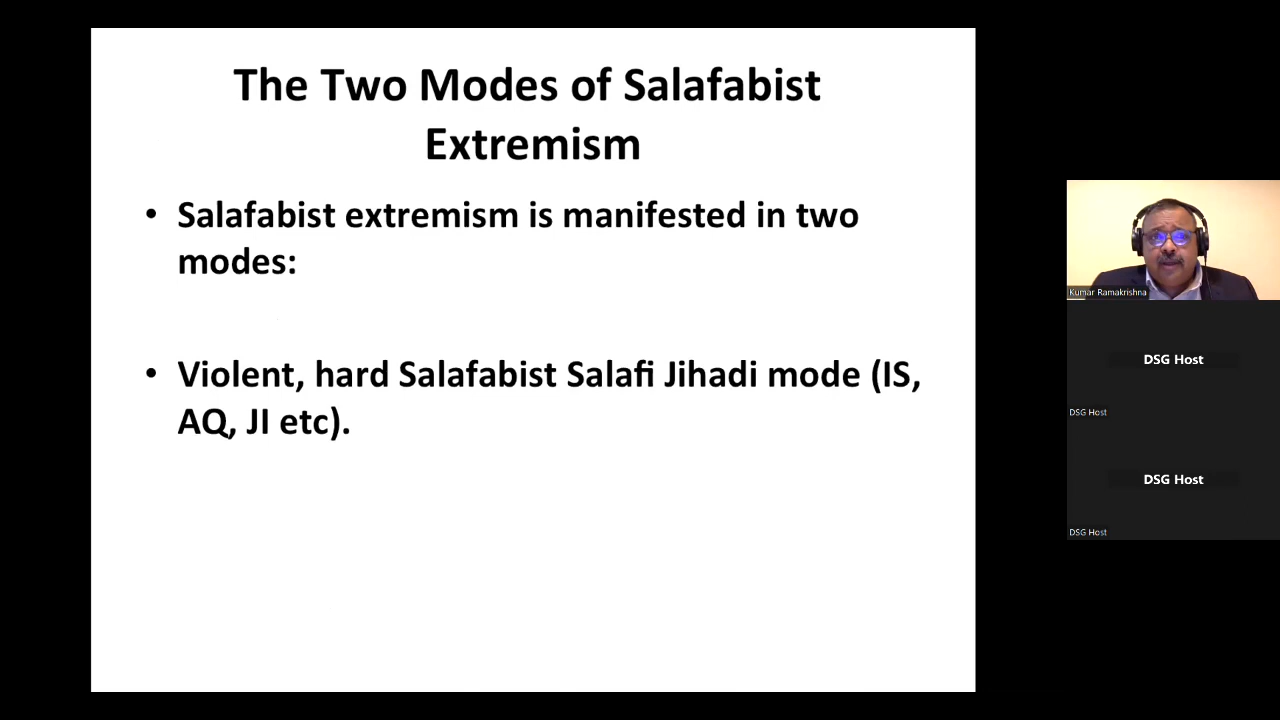 The Two Modes of Salafabist
Extremism
• Salafabist extremism is manifested in two
modes:
• Violent, hard Salafabist Salafi Jihadi mode (IS,
AQ, JI etc).
Kumar Ramakrishna
DSG Host
DSG Host
DSG Host
DSG Host